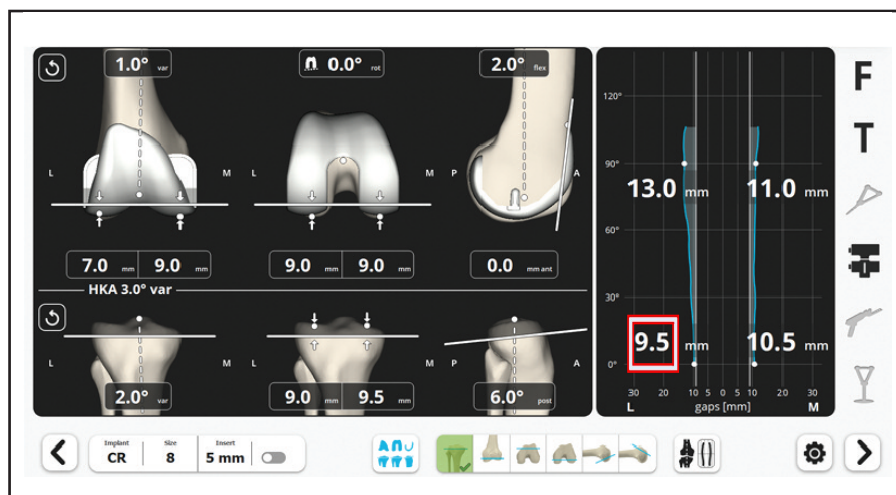 1.0° var
0.0° rot
2.0° flex
L M
L M
P A
7.0 mm 9.0 mm
9.0 mm 9.0 mm
0.0 mm ant
HKA 3.0° var
L M
L M
P A
2.0° var
9.0 mm 9.5 mm
6.0° post
120°
90°
13.0 mm 11.0 mm
60°
30°
9.5 mm 10.5 mm
0°
30 20 10 5 0 5 10 20 30
L gaps [mm] M
F
T
Implant Size Insert
CR 8 5 mm